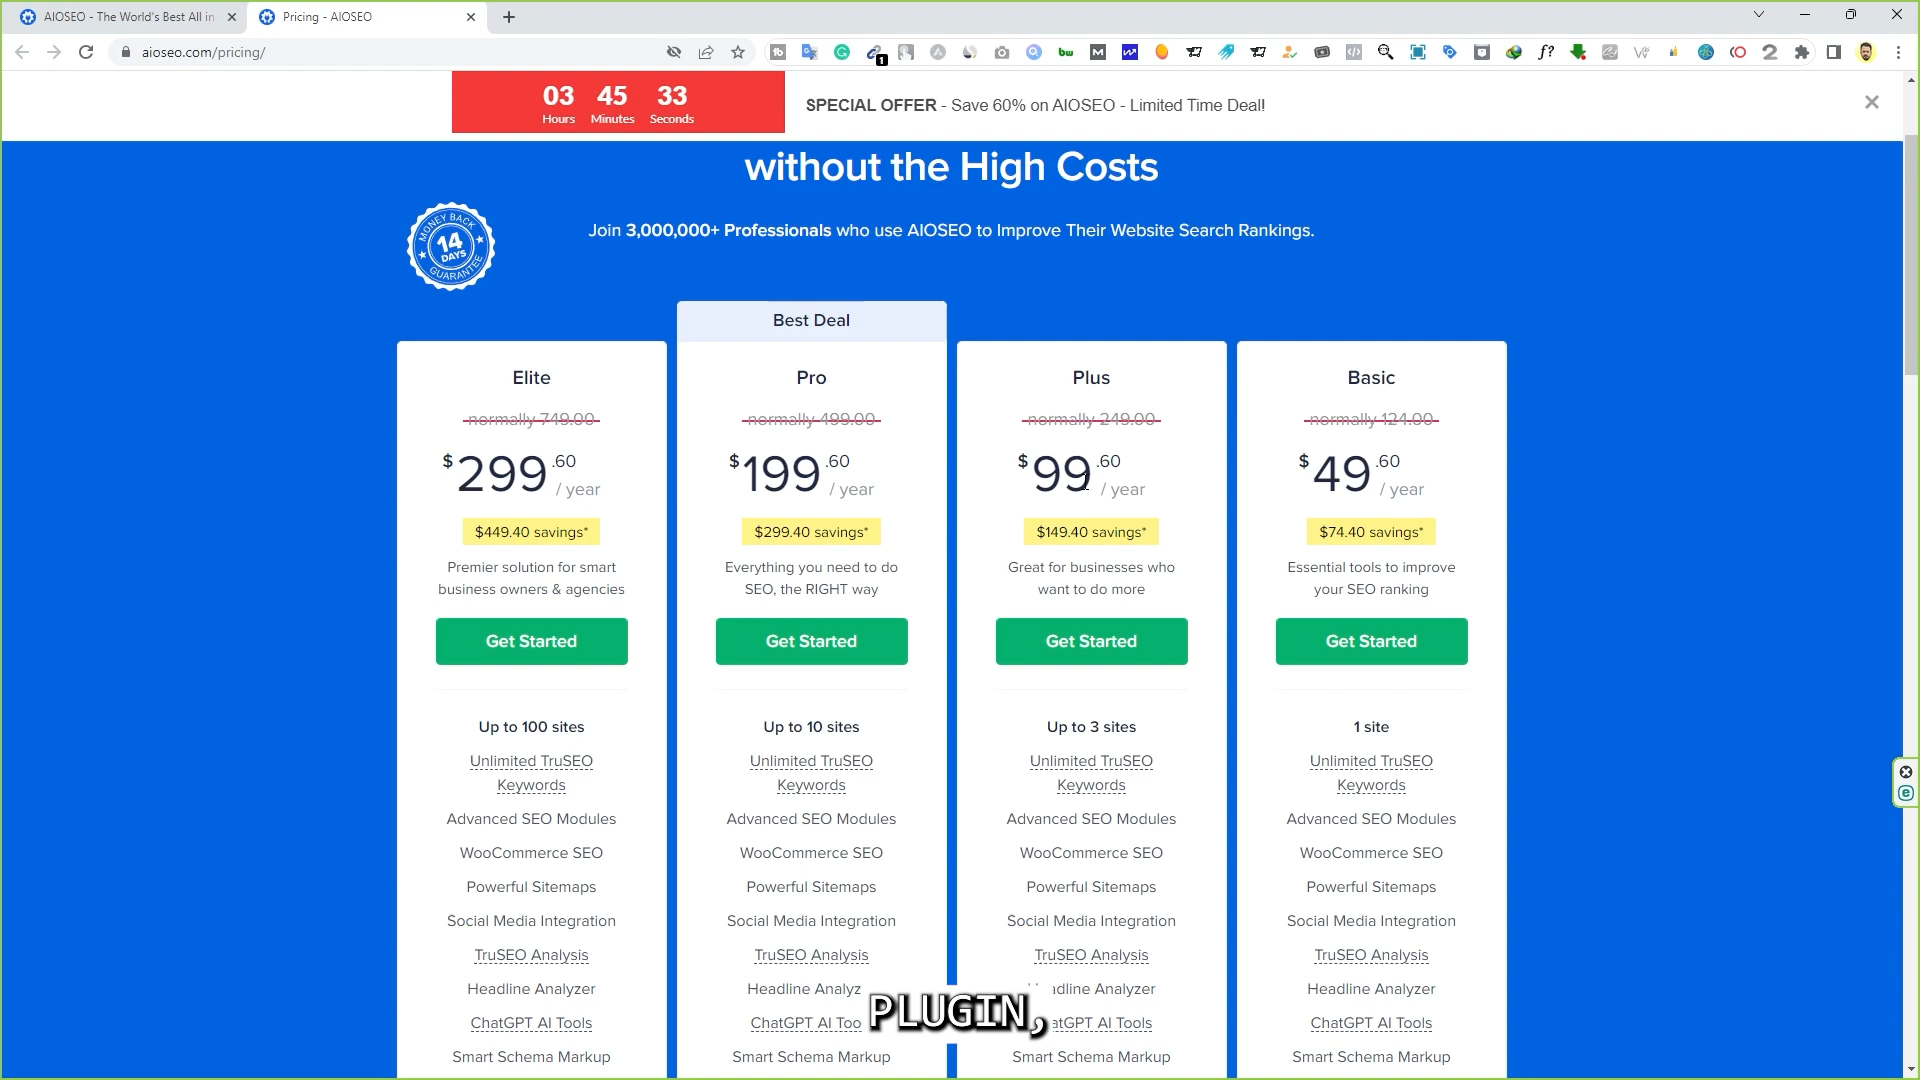 AIOSEO - The World's Best All in
Pricing - AIOSEO
aioseo.com/pricing/
03 45 33
Hours Minutes Seconds
SPECIAL OFFER - Save 60% on AIOSEO - Limited Time Deal!
without the High Costs
MONEY BACK
14
DAYS
GUARANTEE
Join 3,000,000+ Professionals who use AIOSEO to Improve Their Website Search Rankings.
Best Deal
Elite
normally 749.00
$299.60 / year
$449.40 savings*
Premier solution for smart
business owners & agencies
Get Started
Up to 100 sites
Unlimited TruSEO
Keywords
Advanced SEO Modules
WooCommerce SEO
Powerful Sitemaps
Social Media Integration
TruSEO Analysis
Headline Analyzer
ChatGPT AI Tools
Smart Schema Markup
Pro
normally 499.00
$199.60 / year
$299.40 savings*
Everything you need to do
SEO, the RIGHT way
Get Started
Up to 10 sites
Unlimited TruSEO
Keywords
Advanced SEO Modules
WooCommerce SEO
Powerful Sitemaps
Social Media Integration
TruSEO Analysis
Headline Analyz
ChatGPT AI Too
Smart Schema Markup
Plus
normally 249.00
$99.60 / year
$149.40 savings*
Great for businesses who
want to do more
Get Started
Up to 3 sites
Unlimited TruSEO
Keywords
Advanced SEO Modules
WooCommerce SEO
Powerful Sitemaps
Social Media Integration
TruSEO Analysis
adline Analyzer
atGPT AI Tools
Smart Schema Markup
Basic
normally 124.00
$49.60 / year
$74.40 savings*
Essential tools to improve
your SEO ranking
Get Started
1 site
Unlimited TruSEO
Keywords
Advanced SEO Modules
WooCommerce SEO
Powerful Sitemaps
Social Media Integration
TruSEO Analysis
Headline Analyzer
ChatGPT AI Tools
Smart Schema Markup
PLUGIN,